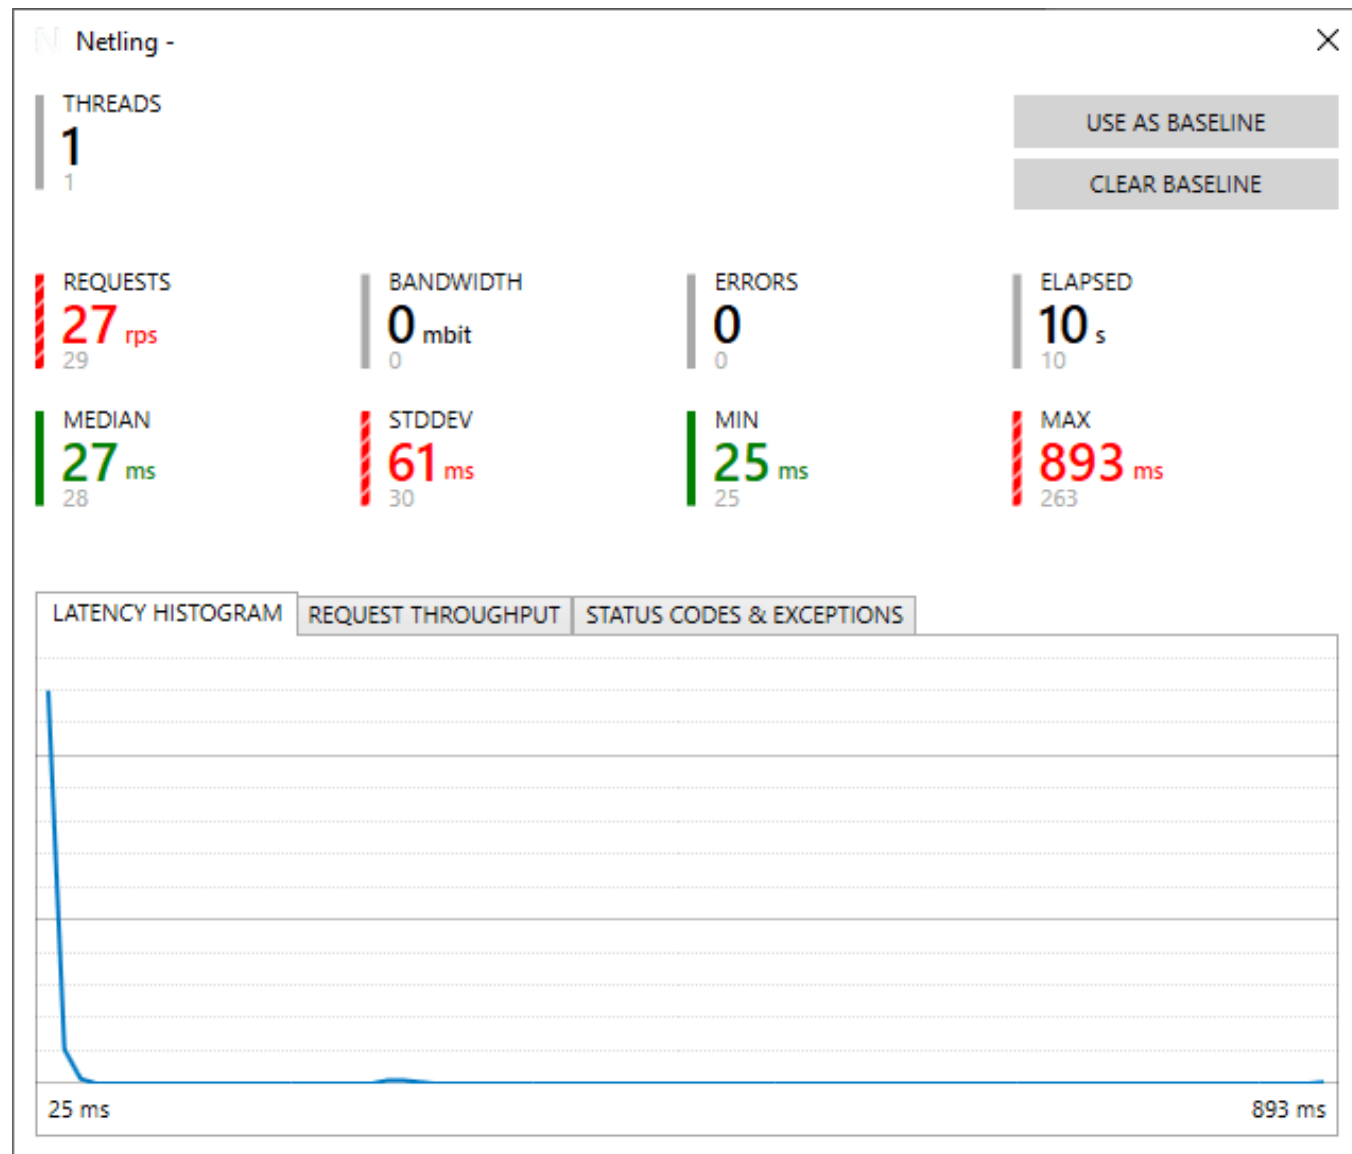 Netling -
THREADS
1
1
USE AS BASELINE
CLEAR BASELINE
REQUESTS
27 rps
29
BANDWIDTH
0 mbit
0
ERRORS
0
0
ELAPSED
10 s
10
MEDIAN
27 ms
28
STDDEV
61 ms
30
MIN
25 ms
25
MAX
893 ms
263
LATENCY HISTOGRAM
REQUEST THROUGHPUT
STATUS CODES & EXCEPTIONS
25 ms
893 ms